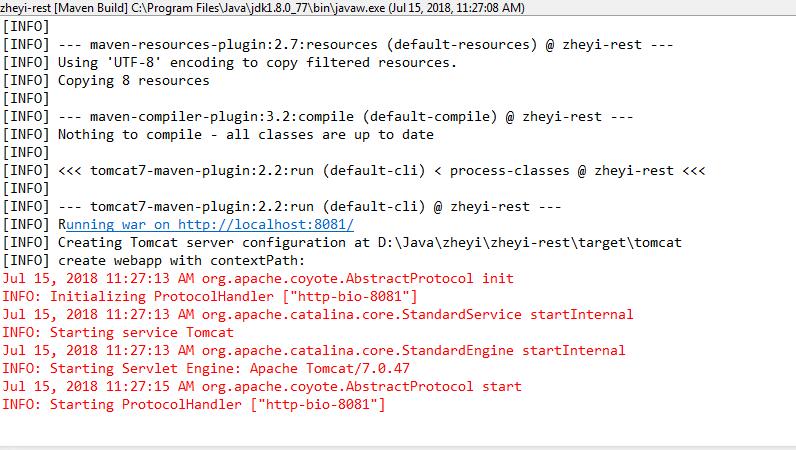 zheyi-rest [Maven Build] C:\Program Files\Java\jdk1.8.0_77\bin\javaw.exe (Jul 15, 2018, 11:27:08 AM)
[INFO]
[INFO] --- maven-resources-plugin:2.7:resources (default-resources) @ zheyi-rest ---
[INFO] Using 'UTF-8' encoding to copy filtered resources.
[INFO] Copying 8 resources
[INFO]
[INFO] --- maven-compiler-plugin:3.2:compile (default-compile) @ zheyi-rest ---
[INFO] Nothing to compile - all classes are up to date
[INFO]
[INFO] <<< tomcat7-maven-plugin:2.2:run (default-cli) < process-classes @ zheyi-rest <<<
[INFO]
[INFO] --- tomcat7-maven-plugin:2.2:run (default-cli) @ zheyi-rest ---
[INFO] Running war on http://localhost:8081/
[INFO] Creating Tomcat server configuration at D:\Java\zheyi\zheyi-rest\target\tomcat
[INFO] create webapp with contextPath:
Jul 15, 2018 11:27:13 AM org.apache.coyote.AbstractProtocol init
INFO: Initializing ProtocolHandler ["http-bio-8081"]
Jul 15, 2018 11:27:13 AM org.apache.catalina.core.StandardService startInternal
INFO: Starting service Tomcat
Jul 15, 2018 11:27:13 AM org.apache.catalina.core.StandardEngine startInternal
INFO: Starting Servlet Engine: Apache Tomcat/7.0.47
Jul 15, 2018 11:27:15 AM org.apache.coyote.AbstractProtocol start
INFO: Starting ProtocolHandler ["http-bio-8081"]